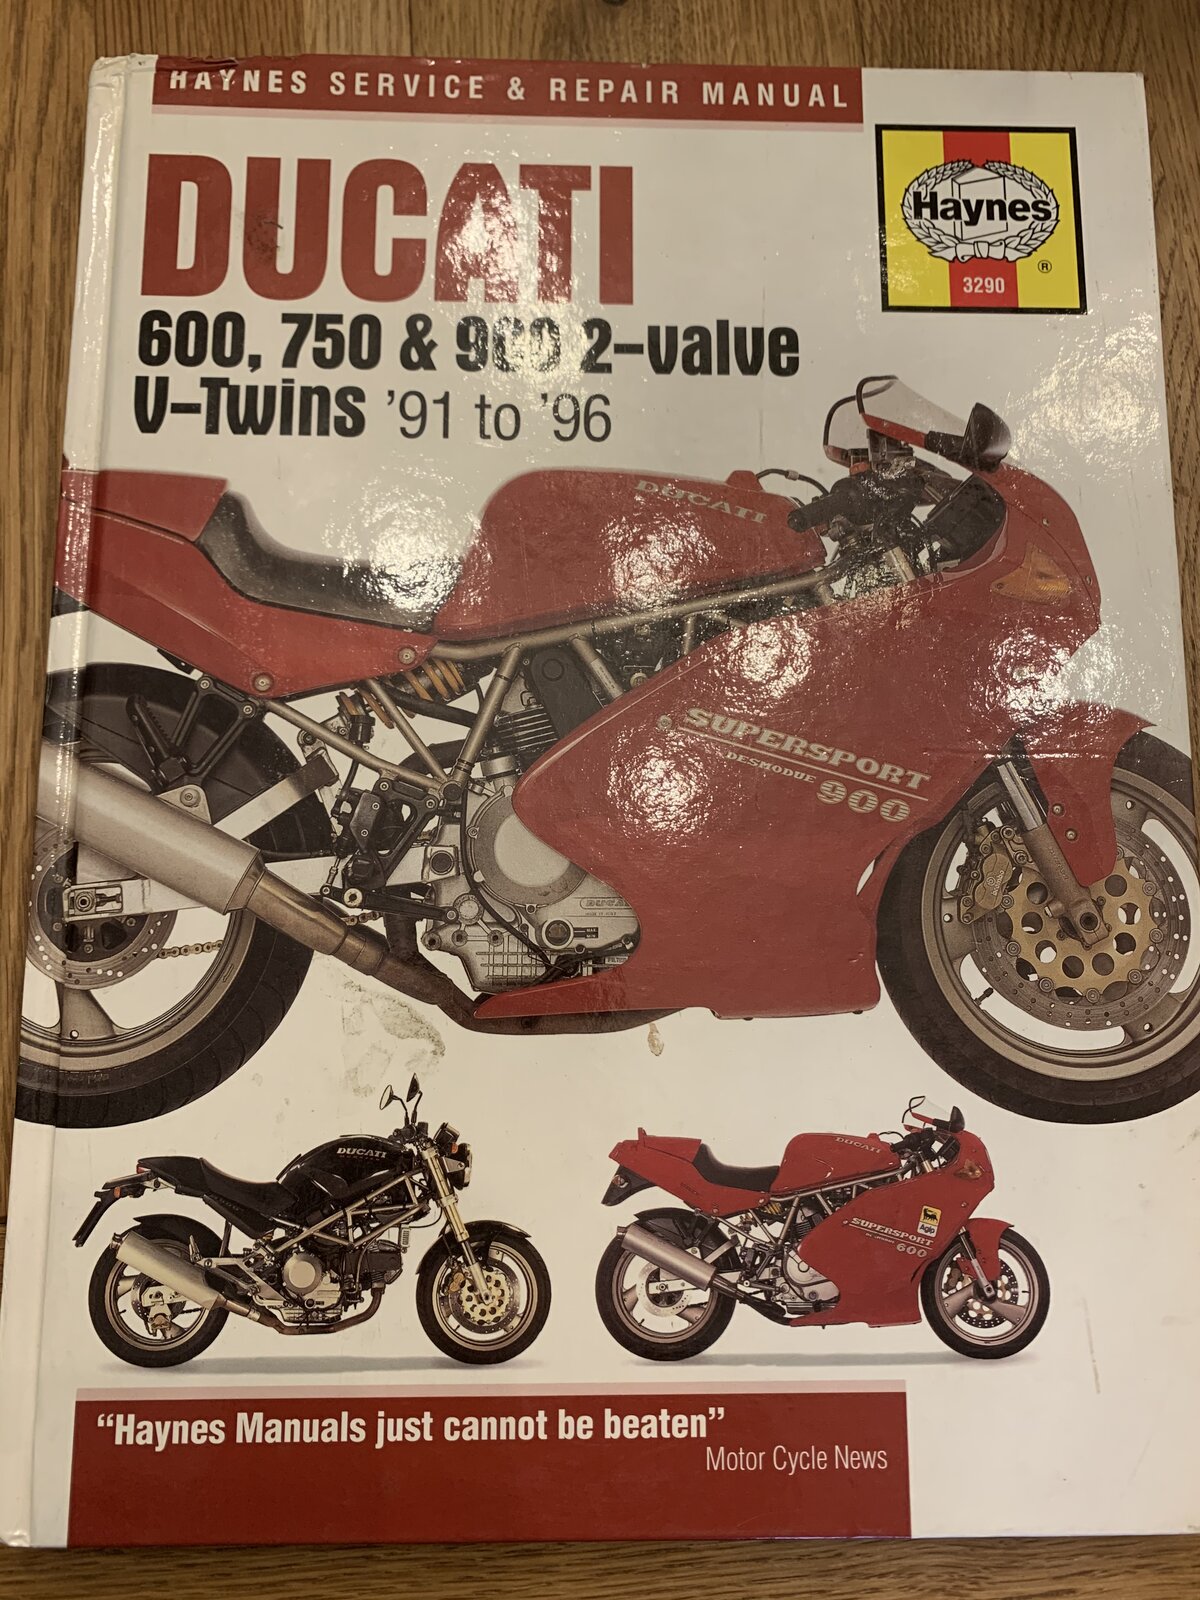 HAYNES SERVICE & REPAIR MANUAL
Haynes
®
3290
DUCATI
600, 750 & 900 2-valve
V-Twins '91 to '96
DUCATI
SUPERSPORT
DESMODUE
900
DUCATI
DUCATI
SUPERSPORT
600
Agip
“Haynes Manuals just cannot be beaten”
Motor Cycle News